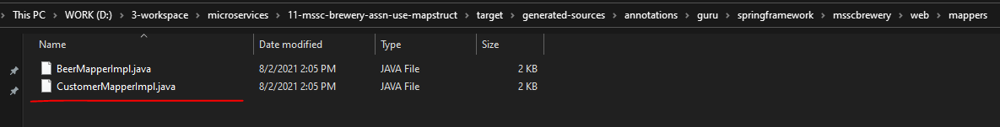 This PC > WORK (D:) > 3-workspace > microservices > 11-mssc-brewery-assn-use-mapstruct > target > generated-sources > annotations > guru > springframework > msscbrewery > web > mappers
Name Date modified Type Size
BeerMapperImpl.java 8/2/2021 2:05 PM JAVA File 2 KB
CustomerMapperImpl.java 8/2/2021 2:05 PM JAVA File 2 KB